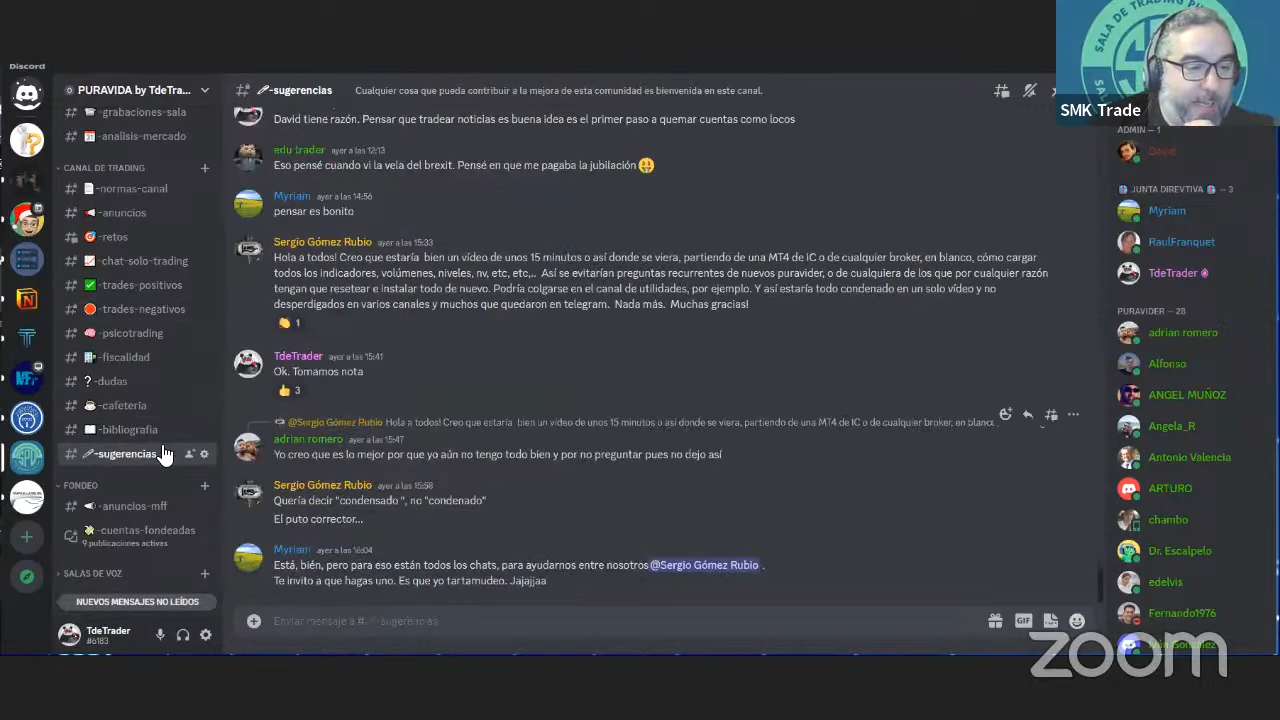 Discord
PURAVIDA by TdeTra...
-grabaciones-sala
-analisis-mercado
CANAL DE TRADING
-normas-canal
-anuncios
-retos
-chat-solo-trading
-trades-positivos
-trades-negativos
-psicotrading
-fiscalidad
-dudas
-cafeteria
-bibliografia
-sugerencias
FONDEO
-anuncios-mff
-cuentas-fondeadas
9 publicaciones activas
SALAS DE VOZ
NUEVOS MENSAJES NO LEÍDOS
TdeTrader
#6183
-sugerencias
Cualquier cosa que pueda contribuir a la mejora de esta comunidad es bienvenida en este canal.
David tiene razón. Pensar que tradear noticias es buena idea es el primer paso a quemar cuentas como locos
edu trader ayer a las 12:13
Eso pensé cuando vi la vela del brexit. Pensé en que me pagaba la jubilación
Myriam ayer a las 14:56
pensar es bonito
Sergio Gómez Rubio ayer a las 15:33
Hola a todos! Creo que estaría bien un vídeo de unos 15 minutos o así donde se viera, partiendo de una MT4 de IC o de cualquier broker, en blanco, cómo cargar
todos los indicadores, volúmenes, niveles, nv, etc, etc,.. Así se evitarían preguntas recurrentes de nuevos puravider, o de cualquiera de los que por cualquier razón
tengan que resetear e instalar todo de nuevo. Podría colgarse en el canal de utilidades, por ejemplo. Y así estaría todo condenado en un solo vídeo y no
desperdigados en varios canales y muchos que quedaron en telegram. Nada más. Muchas gracias!
1
TdeTrader ayer a las 15:41
Ok. Tomamos nota
3
@Sergio Gómez Rubio Hola a todos! Creo que estaría bien un vídeo de unos 15 minutos o así donde se viera, partiendo de una MT4 de IC o de cualquier broker, en blanc
adrian romero ayer a las 15:47
Yo creo que es lo mejor por que yo aún no tengo todo bien y por no preguntar pues no dejo así
Sergio Gómez Rubio ayer a las 15:58
Quería decir "condensado ", no "condenado"
El puto corrector...
Myriam ayer a las 16:04
Está, bién, pero para eso están todos los chats, para ayudarnos entre nosotros @Sergio Gómez Rubio .
Te invito a que hagas uno. Es que yo tartamudeo. Jajajjaa
Enviar mensaje a #
-sugerencias
GIF
SALA DE TRADING
SMK Trade
ADMIN — 1
David
JUNTA DIREVTIVA — 3
Myriam
RaulFranquet
TdeTrader
PURAVIDER — 28
adrian romero
Alfonso
ANGEL MUÑOZ
Angela_R
Antonio Valencia
ARTURO
chambo
Dr. Escalpelo
edelvis
Fernando1976
Iván González
zoom